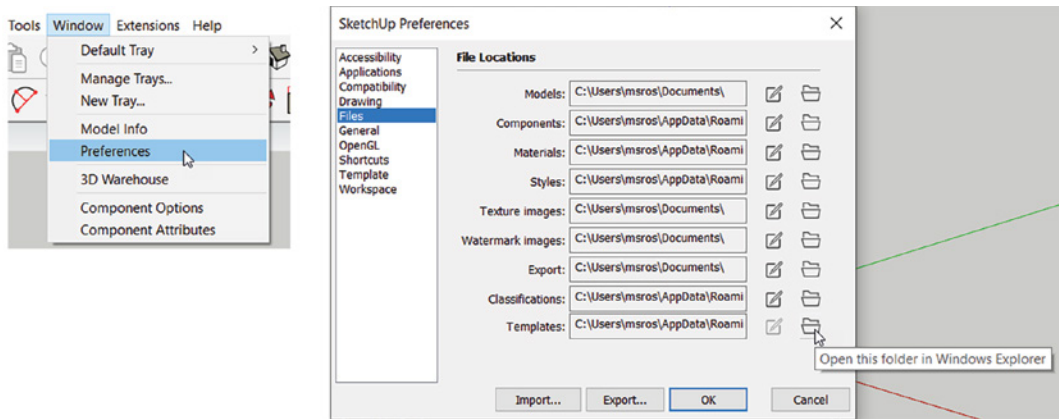 Tools Window Extensions Help
Default Tray
Manage Trays...
New Tray...
Model Info
Preferences
3D Warehouse
Component Options
Component Attributes
SketchUp Preferences
Accessibility
Applications
Compatibility
Drawing
Files
General
OpenGL
Shortcuts
Template
Workspace
File Locations
Models: C:\Users\msros\Documents\
Components: C:\Users\msros\AppData\Roami
Materials: C:\Users\msros\AppData\Roami
Styles: C:\Users\msros\AppData\Roami
Texture images: C:\Users\msros\Documents\
Watermark images: C:\Users\msros\Documents\
Export: C:\Users\msros\Documents\
Classifications: C:\Users\msros\AppData\Roami
Templates: C:\Users\msros\AppData\Roami
Open this folder in Windows Explorer
Import... Export... OK Cancel